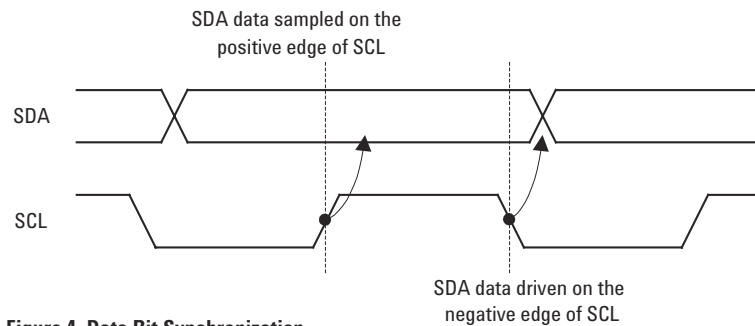 SDA data sampled on the
positive edge of SCL
SDA
SCL
SDA data driven on the
negative edge of SCL
Figure 4. Data Bit Synchronization